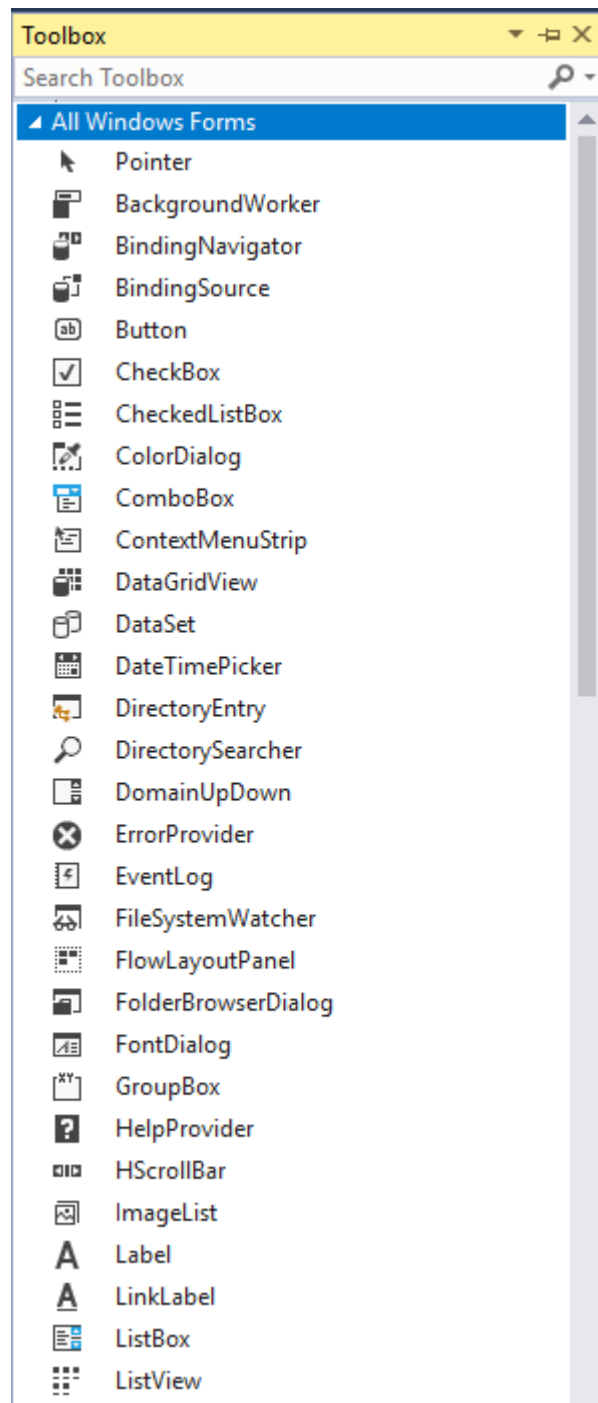 Toolbox
Search Toolbox
All Windows Forms
Pointer
BackgroundWorker
BindingNavigator
BindingSource
Button
CheckBox
CheckedListBox
ColorDialog
ComboBox
ContextMenuStrip
DataGridView
DataSet
DateTimePicker
DirectoryEntry
DirectorySearcher
DomainUpDown
ErrorProvider
EventLog
FileSystemWatcher
FlowLayoutPanel
FolderBrowserDialog
FontDialog
GroupBox
HelpProvider
HScrollBar
ImageList
Label
LinkLabel
ListBox
ListView